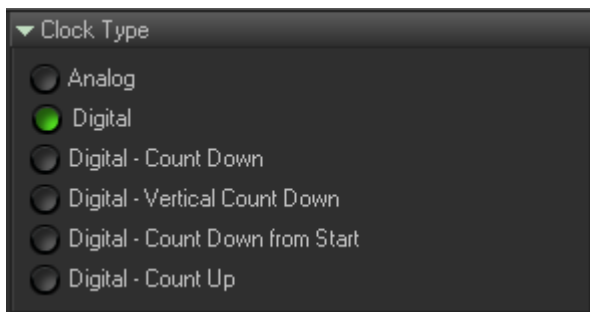 Clock Type
Analog
Digital
Digital - Count Down
Digital - Vertical Count Down
Digital - Count Down from Start
Digital - Count Up